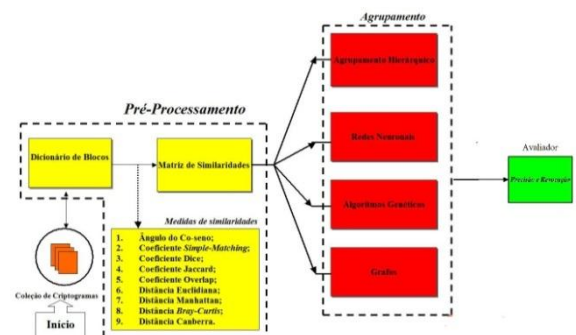 Agrupamento
Agrupamento Hierárquico
Pré-Processamento
Dicionário de Blocos
Matriz de Similaridades
Redes Neuronais
Avaliador
Precisão e Revocação
Algoritmos Genéticos
Medidas de similaridades
1. Ângulo do Co-seno;
2. Coeficiente Simple-Matching;
3. Coeficiente Dice;
4. Coeficiente Jaccard;
5. Coeficiente Overlap;
6. Distância Euclidiana;
7. Distância Manhattan;
8. Distância Bray-Curtis;
9. Distância Canberra.
Grafos
Coleção de Criptogramas
Início